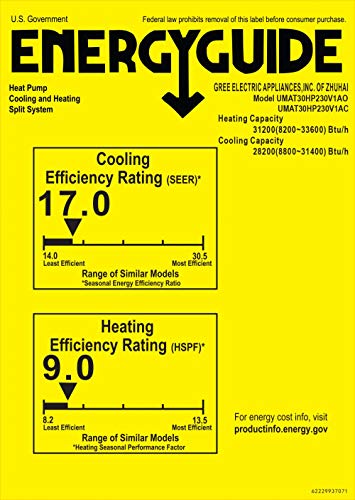 U.S. Government
Federal law prohibits removal of this label before consumer purchase.
ENERGYGUIDE
Heat Pump
Cooling and Heating
Split System
GREE ELECTRIC APPLIANCES,INC. OF ZHUHAI
Model UMAT30HP230V1AO
UMAT30HP230V1AC
Heating Capacity
31200(8200~33600) Btu/h
Cooling Capacity
28200(8800~31400) Btu/h
Cooling
Efficiency Rating (SEER)*
17.0
14.0 30.5
Least Efficient Most Efficient
Range of Similar Models
*Seasonal Energy Efficiency Ratio
Heating
Efficiency Rating (HSPF)*
9.0
8.2 13.5
Least Efficient Most Efficient
Range of Similar Models
*Heating Seasonal Performance Factor
For energy cost info, visit
productinfo.energy.gov
62229937071